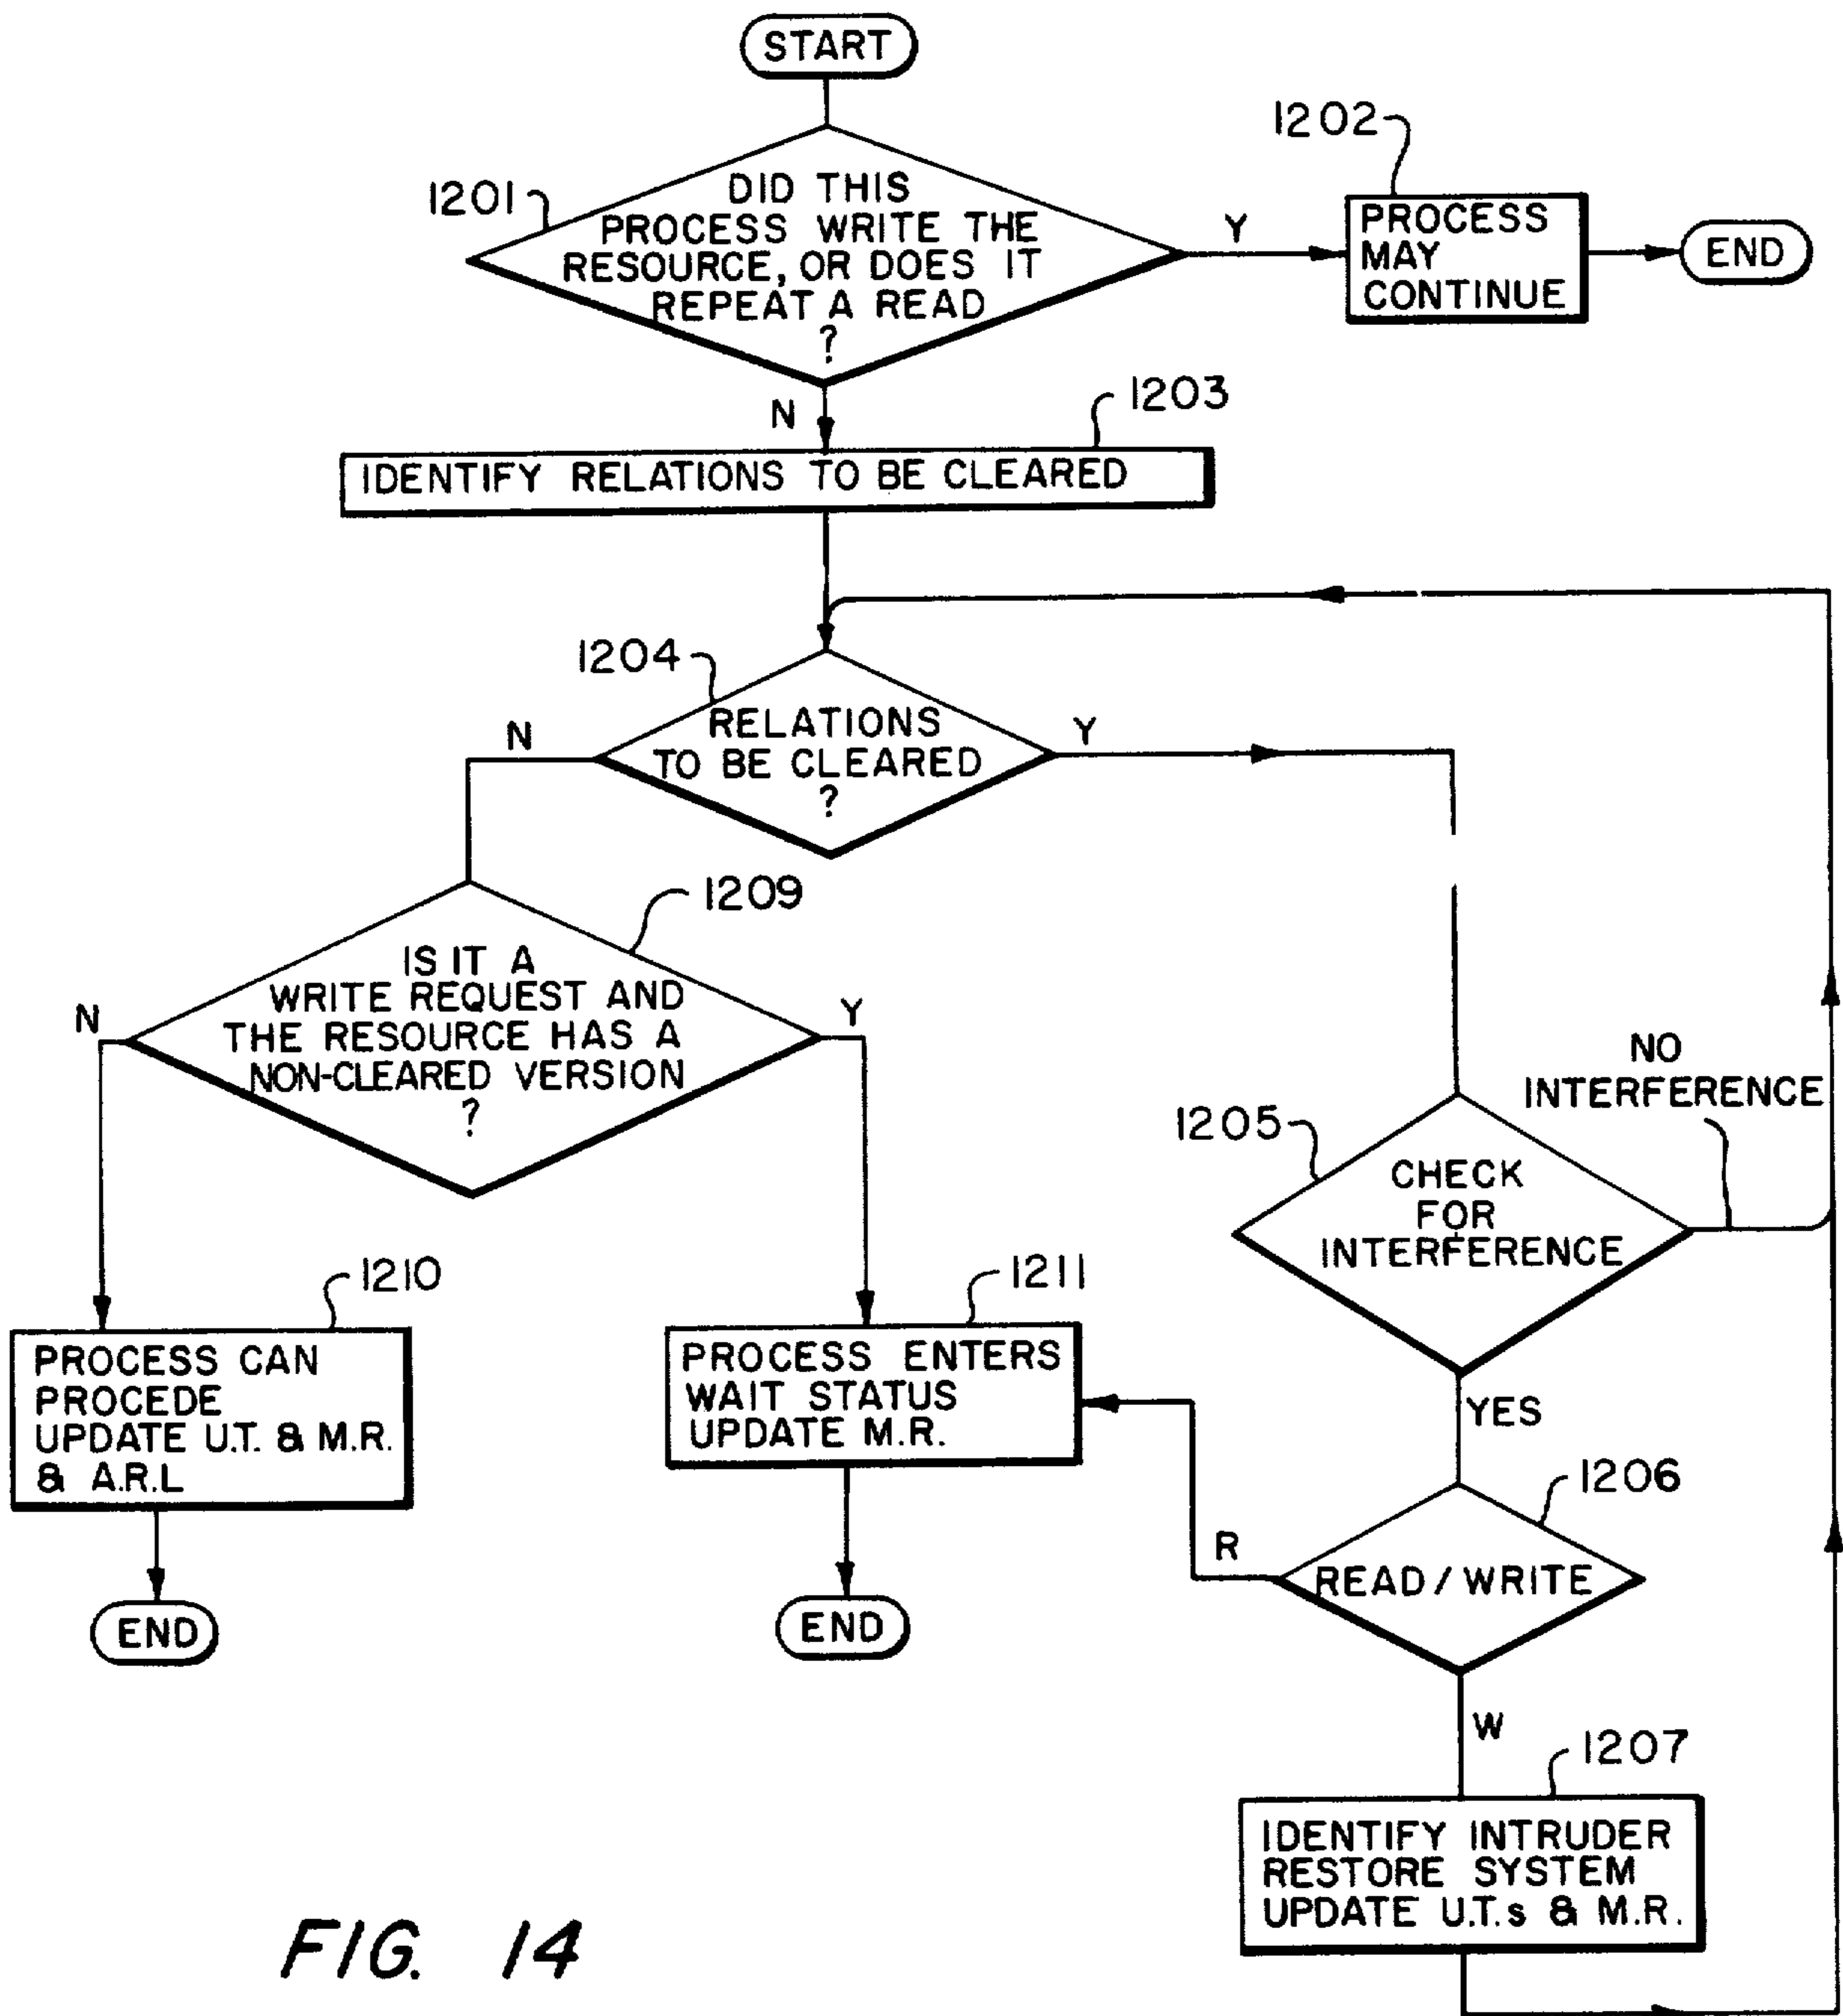 START
1201
DID THIS
PROCESS WRITE THE
RESOURCE, OR DOES IT
REPEAT A READ
?
Y
1202
PROCESS
MAY
CONTINUE
END
N
1203
IDENTIFY RELATIONS TO BE CLEARED
1204
RELATIONS
TO BE CLEARED
?
N
Y
1209
IS IT A
WRITE REQUEST AND
THE RESOURCE HAS A
NON-CLEARED VERSION
?
N
Y
NO
INTERFERENCE
1205
CHECK
FOR
INTERFERENCE
1210
PROCESS CAN
PROCEDE
UPDATE U.T. & M.R.
& A.R.L
END
1211
PROCESS ENTERS
WAIT STATUS
UPDATE M.R.
END
YES
1206
READ / WRITE
R
W
1207
IDENTIFY INTRUDER
RESTORE SYSTEM
UPDATE U.T.s & M.R.
FIG. 14